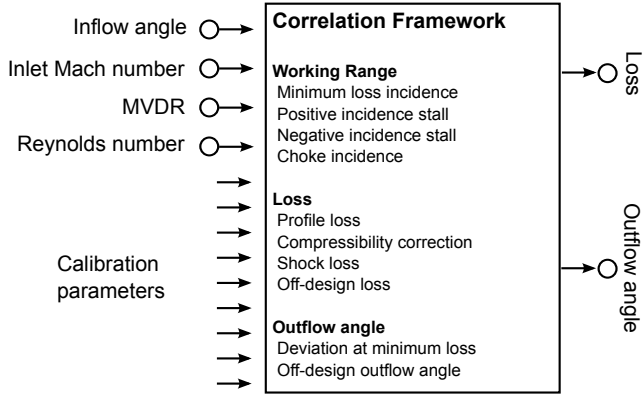 Inflow angle
Inlet Mach number
MVDR
Reynolds number
Calibration
parameters
Correlation Framework
Working Range
Minimum loss incidence
Positive incidence stall
Negative incidence stall
Choke incidence
Loss
Profile loss
Compressibility correction
Shock loss
Off-design loss
Outflow angle
Deviation at minimum loss
Off-design outflow angle
Loss
Outflow angle